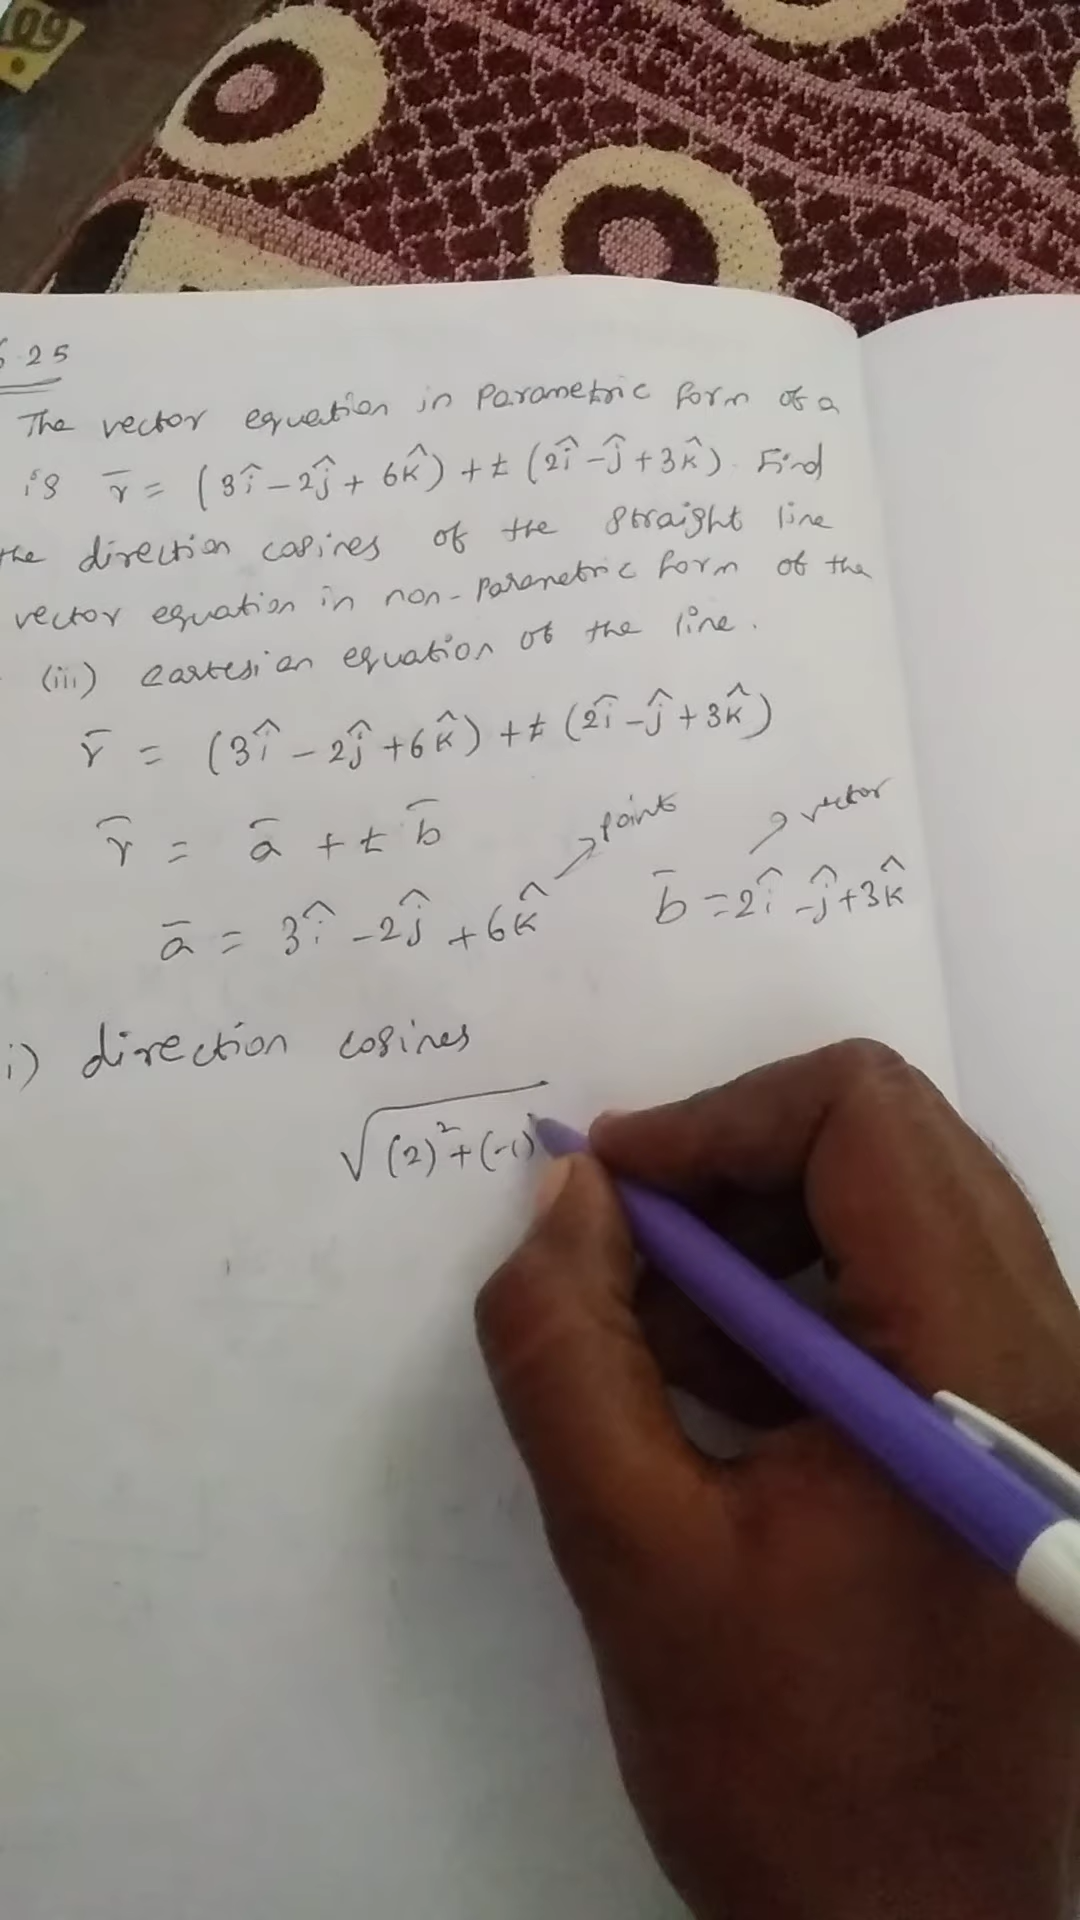 6.25
The vector equation in Parametric form of a
is r̄ = (3î - 2ĵ + 6k̂) + t (2î - ĵ + 3k̂). Find
the direction cosines of the straight line
vector equation in non-Parametric form of the
(iii) Cartesian equation of the line.
r̄ = (3î - 2ĵ + 6k̂) + t (2î - ĵ + 3k̂)
r̄ = ā + t b̄
→ point → vector
ā = 3î - 2ĵ + 6k̂ b̄ = 2î - ĵ + 3k̂
i) direction cosines
√(2)² + (-1)